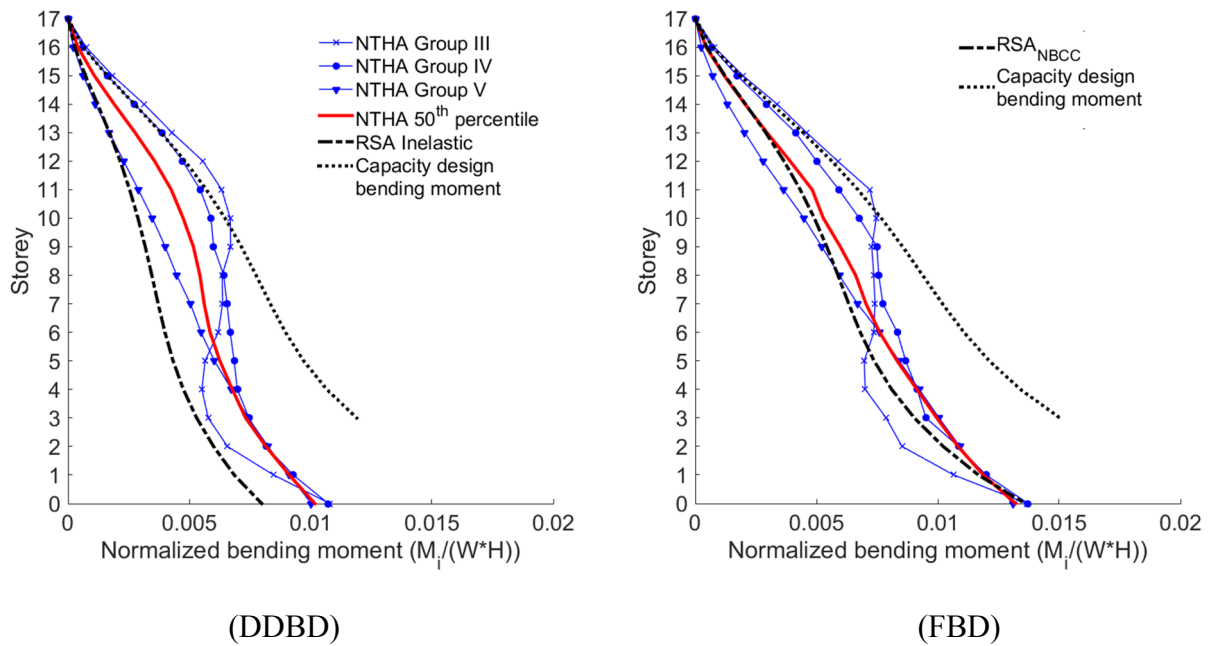 17
16
15
14
13
12
11
10
9
8
7
6
5
4
3
2
1
0
Storey
0
0.005
0.01
0.015
0.02
Normalized bending moment (M_i/(W*H))
NTHA Group III
NTHA Group IV
NTHA Group V
NTHA 50th percentile
RSA Inelastic
Capacity design
bending moment
(DDBD)
17
16
15
14
13
12
11
10
9
8
7
6
5
4
3
2
1
0
Storey
0
0.005
0.01
0.015
0.02
Normalized bending moment (M_i/(W*H))
RSA_NBCC
Capacity design
bending moment
(FBD)